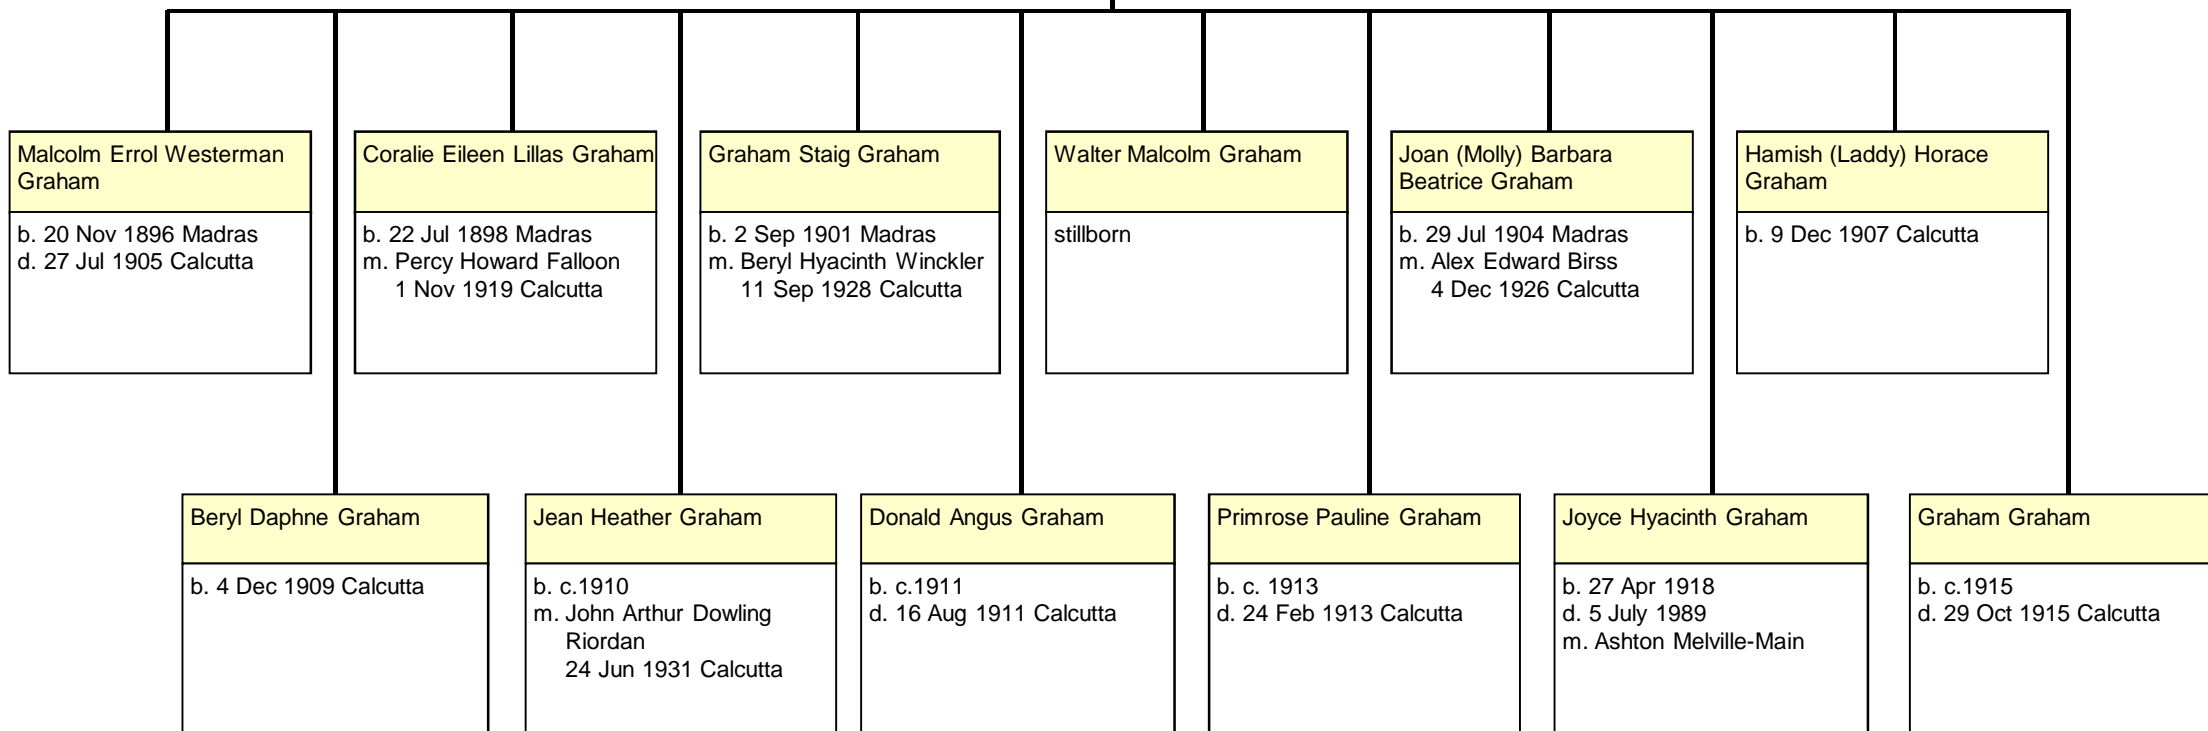 Malcolm Errol Westerman
Graham
b. 20 Nov 1896 Madras
d. 27 Jul 1905 Calcutta
Coralie Eileen Lillas Graham
b. 22 Jul 1898 Madras
m. Percy Howard Falloon
1 Nov 1919 Calcutta
Graham Staig Graham
b. 2 Sep 1901 Madras
m. Beryl Hyacinth Winckler
11 Sep 1928 Calcutta
Walter Malcolm Graham
stillborn
Joan (Molly) Barbara
Beatrice Graham
b. 29 Jul 1904 Madras
m. Alex Edward Birss
4 Dec 1926 Calcutta
Hamish (Laddy) Horace
Graham
b. 9 Dec 1907 Calcutta
Beryl Daphne Graham
b. 4 Dec 1909 Calcutta
Jean Heather Graham
b. c.1910
m. John Arthur Dowling
Riordan
24 Jun 1931 Calcutta
Donald Angus Graham
b. c.1911
d. 16 Aug 1911 Calcutta
Primrose Pauline Graham
b. c. 1913
d. 24 Feb 1913 Calcutta
Joyce Hyacinth Graham
b. 27 Apr 1918
d. 5 July 1989
m. Ashton Melville-Main
Graham Graham
b. c.1915
d. 29 Oct 1915 Calcutta